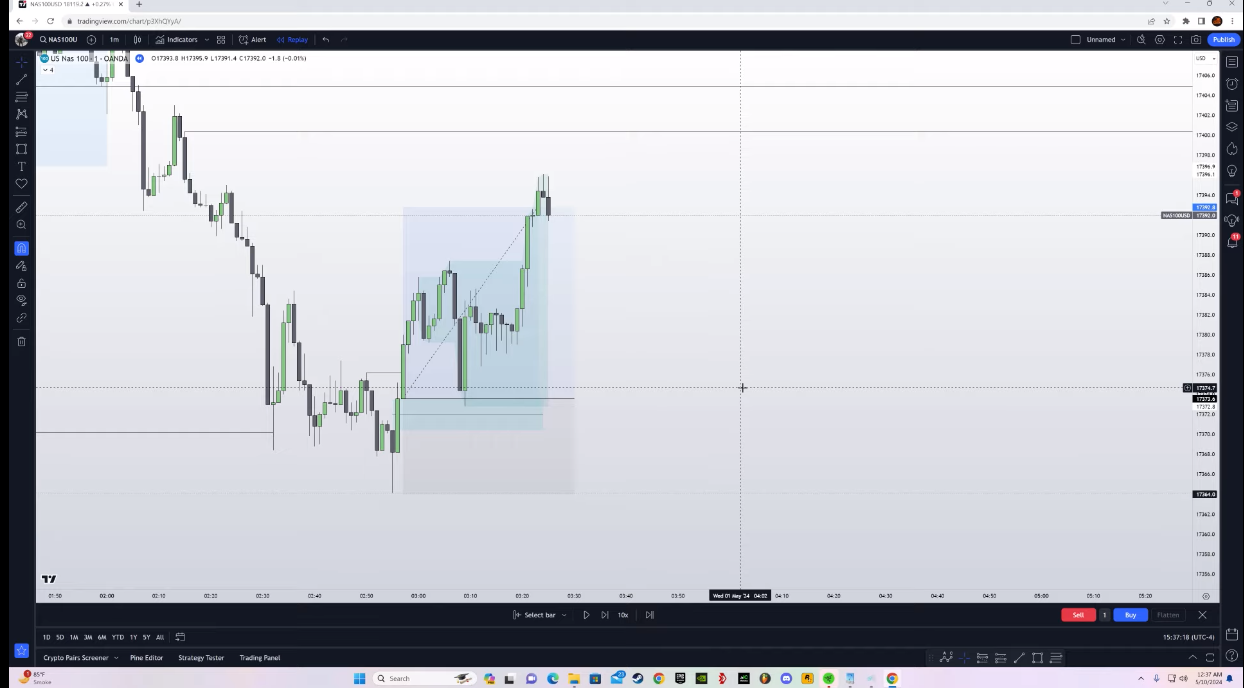 NAS100USD 18119.2 ▲ +0.27%
tradingview.com/chart/p3XhQYyA/
NAS100U 1m Indicators Alert Replay Unnamed Publish
US Nas 100 · 1 · OANDA O17393.8 H17395.9 L17391.4 C17392.0 −1.8 (−0.01%)
4
USD
17406.0
17404.0
17402.0
17400.0
17398.0
17396.9
17396.1
17394.0
17392.8
NAS100USD 17392.0
17390.0
17388.0
17386.0
17384.0
17382.0
17380.0
17378.0
17376.0
17374.7
17373.6
17372.8
17372.0
17370.0
17368.0
17366.0
17364.0
17362.0
17360.0
17358.0
17356.0
01:50 02:00 02:10 02:20 02:30 02:40 02:50 03:00 03:10 03:20 03:30 03:40 03:50 Wed 01 May '24 04:02 04:10 04:20 04:30 04:40 04:50 05:00 05:10 05:20
Select bar 10x Sell 1 Buy Flatten
1D 5D 1M 3M 6M YTD 1Y 5Y All 15:37:18 (UTC-4)
Crypto Pairs Screener Pine Editor Strategy Tester Trading Panel
85°F
Smoke
Search
12:37 AM
5/10/2024